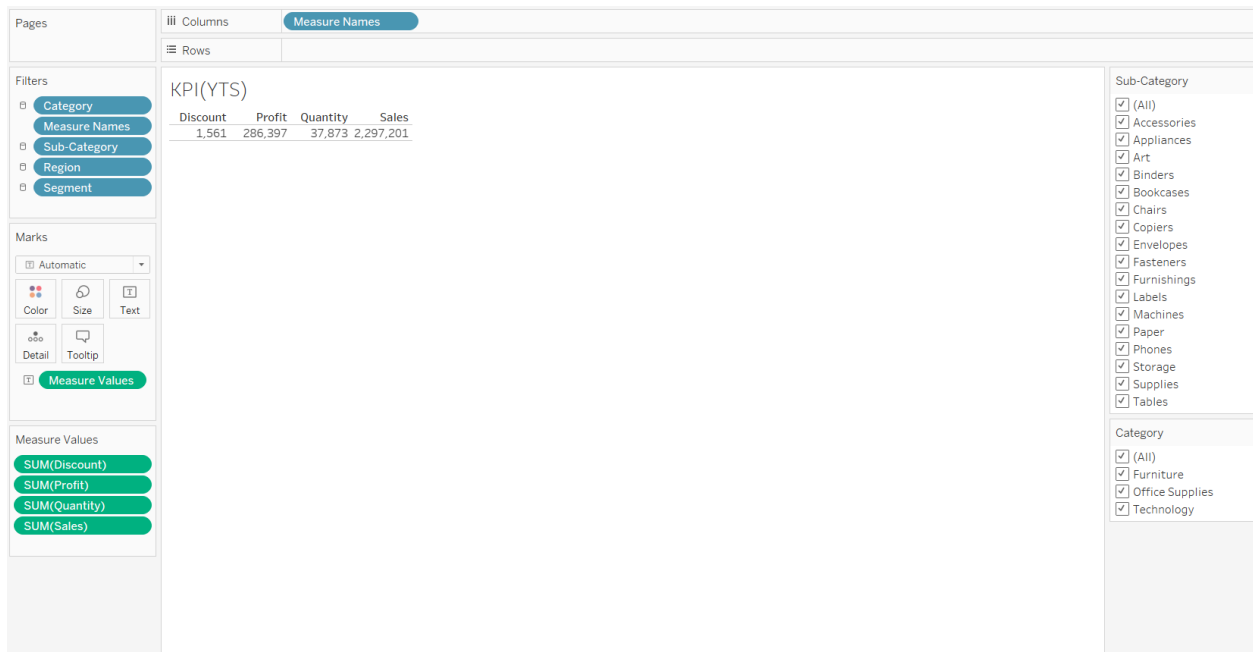 Pages
iii Columns
Measure Names
Rows
Filters
Category
Measure Names
Sub-Category
Region
Segment
Marks
T Automatic
Color
Size
T
Text
Detail
Tooltip
T Measure Values
Measure Values
SUM(Discount)
SUM(Profit)
SUM(Quantity)
SUM(Sales)
KPI(YTS)
Discount Profit Quantity Sales
1,561 286,397 37,873 2,297,201
Sub-Category
(All)
Accessories
Appliances
Art
Binders
Bookcases
Chairs
Copiers
Envelopes
Fasteners
Furnishings
Labels
Machines
Paper
Phones
Storage
Supplies
Tables
Category
(All)
Furniture
Office Supplies
Technology